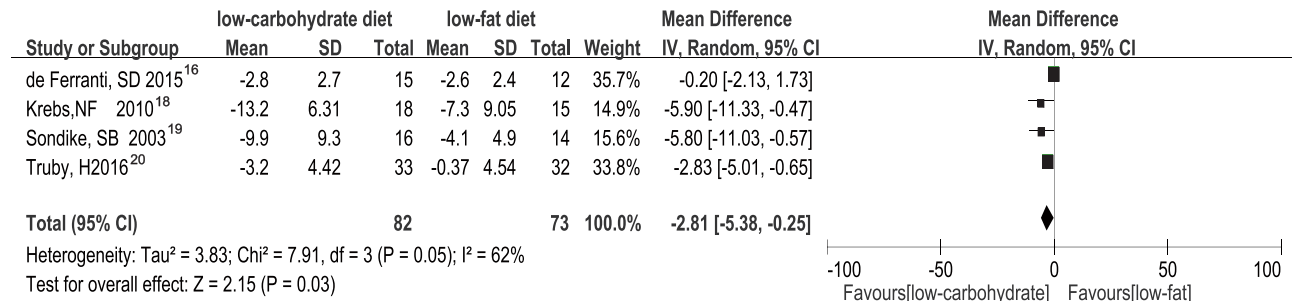 low-carbohydrate diet low-fat diet Mean Difference Mean Difference
Study or Subgroup Mean SD Total Mean SD Total Weight IV, Random, 95% CI IV, Random, 95% CI
de Ferranti, SD 2015¹⁶ -2.8 2.7 15 -2.6 2.4 12 35.7% -0.20 [-2.13, 1.73]
Krebs,NF 2010¹⁸ -13.2 6.31 18 -7.3 9.05 15 14.9% -5.90 [-11.33, -0.47]
Sondike, SB 2003¹⁹ -9.9 9.3 16 -4.1 4.9 14 15.6% -5.80 [-11.03, -0.57]
Truby, H2016²⁰ -3.2 4.42 33 -0.37 4.54 32 33.8% -2.83 [-5.01, -0.65]
Total (95% CI) 82 73 100.0% -2.81 [-5.38, -0.25]
Heterogeneity: Tau² = 3.83; Chi² = 7.91, df = 3 (P = 0.05); I² = 62%
Test for overall effect: Z = 2.15 (P = 0.03)
-100 -50 0 50 100
Favours[low-carbohydrate] Favours[low-fat]